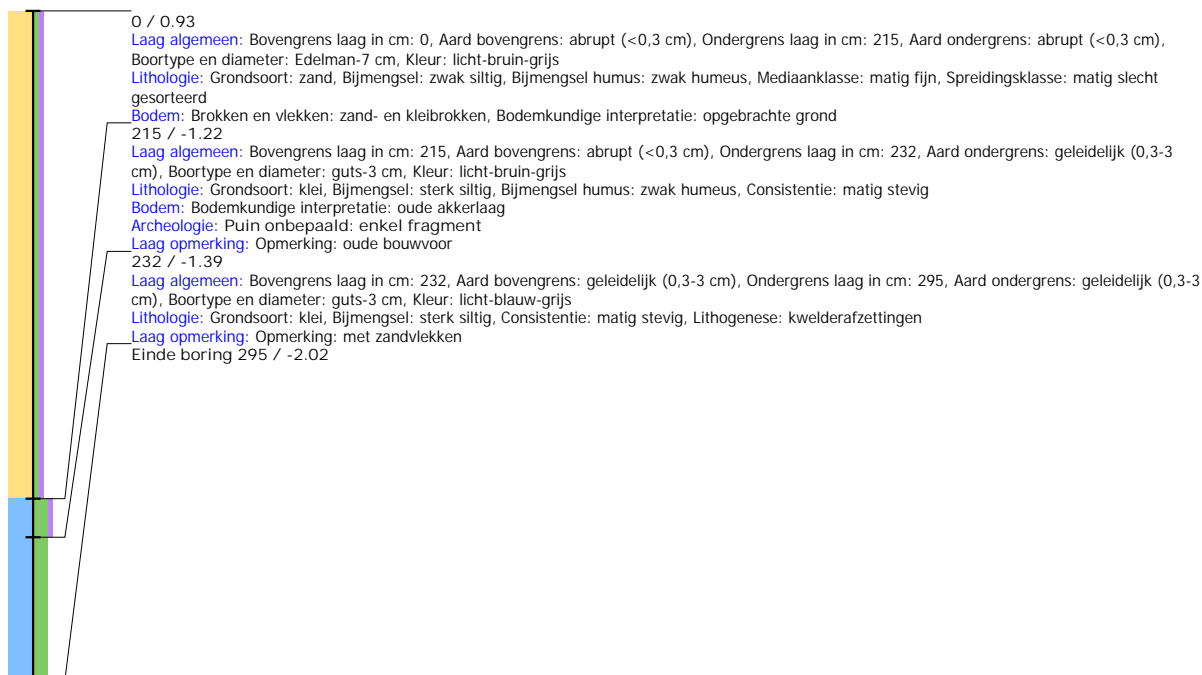 0 / 0.93
Laag algemeen: Bovengrens laag in cm: 0, Aard bovengrens: abrupt (<0,3 cm), Ondergrens laag in cm: 215, Aard ondergrens: abrupt (<0,3 cm),
Boortype en diameter: Edelman-7 cm, Kleur: licht-bruin-grijs
Lithologie: Grondsoort: zand, Bijmengsel: zwak siltig, Bijmengsel humus: zwak humeus, Mediaanklasse: matig fijn, Spreidingsklasse: matig slecht
gesorteerd
Bodem: Brokken en vlekken: zand- en kleibrokken, Bodemkundige interpretatie: opgebrachte grond
215 / -1.22
Laag algemeen: Bovengrens laag in cm: 215, Aard bovengrens: abrupt (<0,3 cm), Ondergrens laag in cm: 232, Aard ondergrens: geleidelijk (0,3-3
cm), Boortype en diameter: guts-3 cm, Kleur: licht-bruin-grijs
Lithologie: Grondsoort: klei, Bijmengsel: sterk siltig, Bijmengsel humus: zwak humeus, Consistentie: matig stevig
Bodem: Bodemkundige interpretatie: oude akkerlaag
Archeologie: Puin onbepaald: enkel fragment
Laag opmerking: Opmerking: oude bouwvoor
232 / -1.39
Laag algemeen: Bovengrens laag in cm: 232, Aard bovengrens: geleidelijk (0,3-3 cm), Ondergrens laag in cm: 295, Aard ondergrens: geleidelijk (0,3-3
cm), Boortype en diameter: guts-3 cm, Kleur: licht-blauw-grijs
Lithologie: Grondsoort: klei, Bijmengsel: sterk siltig, Consistentie: matig stevig, Lithogenese: kwelderafzettingen
Laag opmerking: Opmerking: met zandvlekken
Einde boring 295 / -2.02